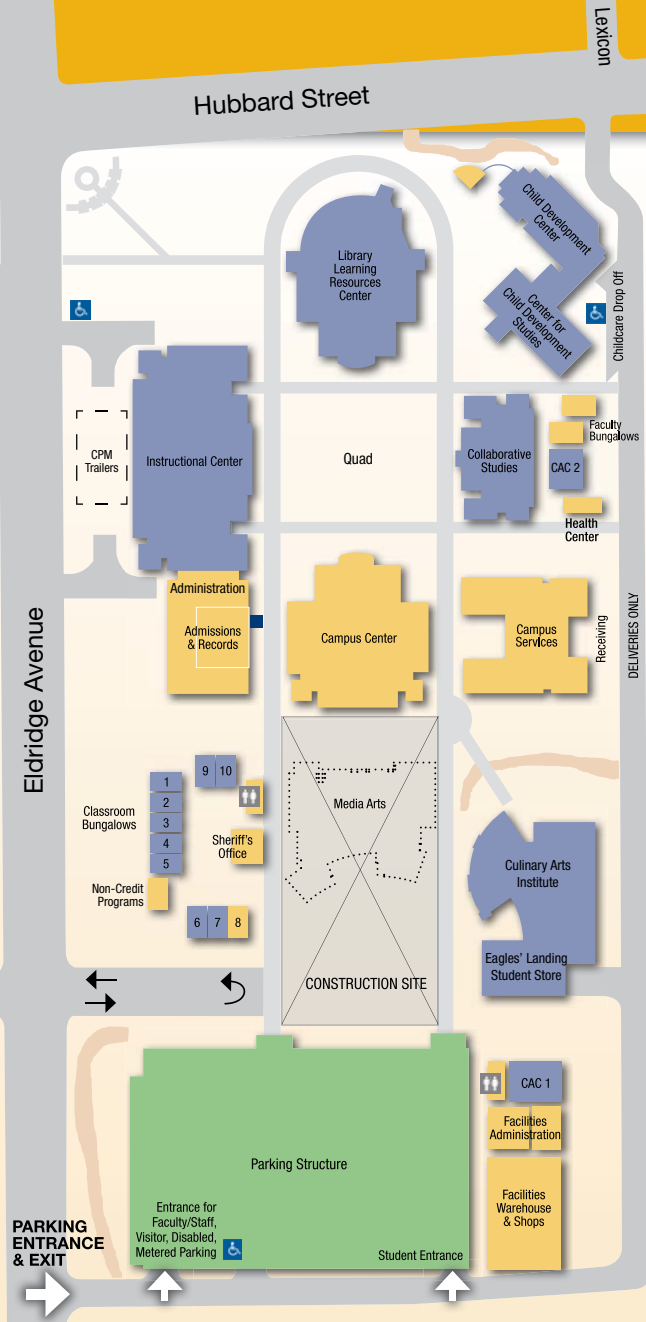 Lexicon
Hubbard Street
Child Development
Center
Library
Learning
Resources
Center
Center for
Child Development
Studies
Childcare Drop Off
CPM
Trailers
Instructional Center
Quad
Collaborative
Studies
Faculty
Bungalows
CAC 2
Health
Center
Administration
Admissions
& Records
Campus Center
Campus
Services
Receiving
DELIVERIES ONLY
Eldridge Avenue
9 10
1
2
3
4
5
Classroom
Bungalows
Sheriff's
Office
Non-Credit
Programs
6 7 8
Media Arts
CONSTRUCTION SITE
Culinary Arts
Institute
Eagles' Landing
Student Store
CAC 1
Facilities
Administration
Facilities
Warehouse
& Shops
Parking Structure
Entrance for
Faculty/Staff,
Visitor, Disabled,
Metered Parking
Student Entrance
PARKING
ENTRANCE
& EXIT